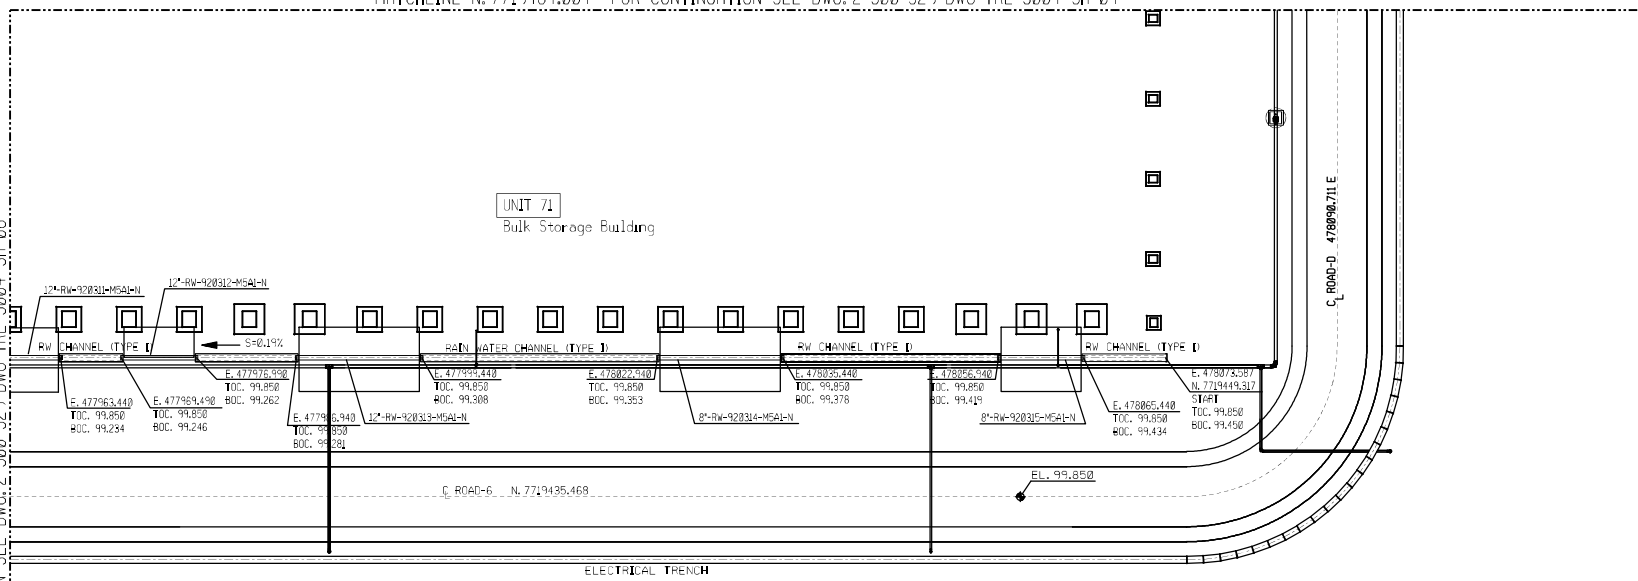 UNIT 71
Bulk Storage Building
C ROAD-D 478090.711 E
L
12"-RW-920311-M5A1-N
12"-RW-920312-M5A1-N
S=0.19%
RW CHANNEL (TYPE I)
RAIN WATER CHANNEL (TYPE I)
RW CHANNEL (TYPE I)
RW CHANNEL (TYPE I)
E. 477963.440
TOC. 99.850
BOC. 99.234
E. 477969.490
TOC. 99.850
BOC. 99.246
E. 477976.990
TOC. 99.850
BOC. 99.262
E. 477986.940
TOC. 99.850
BOC. 99.281
12"-RW-920313-M5A1-N
E. 477999.440
TOC. 99.850
BOC. 99.308
E. 478022.940
TOC. 99.850
BOC. 99.353
8"-RW-920314-M5A1-N
E. 478035.440
TOC. 99.850
BOC. 99.378
E. 478056.940
TOC. 99.850
BOC. 99.419
8"-RW-920315-M5A1-N
E. 478065.440
TOC. 99.850
BOC. 99.434
E. 478073.587
N. 7719449.317
START
TOC. 99.850
BOC. 99.450
EL. 99.850
C ROAD-6 N. 7719435.468
L
ELECTRICAL TRENCH